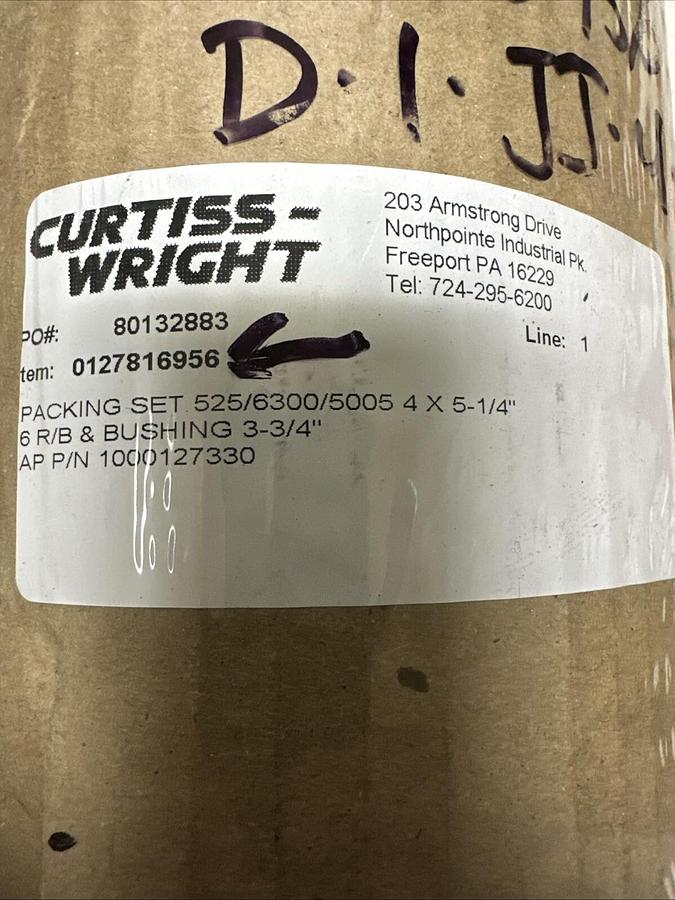 D.1.JJ.4
CURTISS-
WRIGHT
203 Armstrong Drive
Northpointe Industrial Pk.
Freeport PA 16229
Tel: 724-295-6200
PO#: 80132883
Line: 1
tem: 0127816956
PACKING SET 525/6300/5005 4 X 5-1/4"
6 R/B & BUSHING 3-3/4"
AP P/N 1000127330